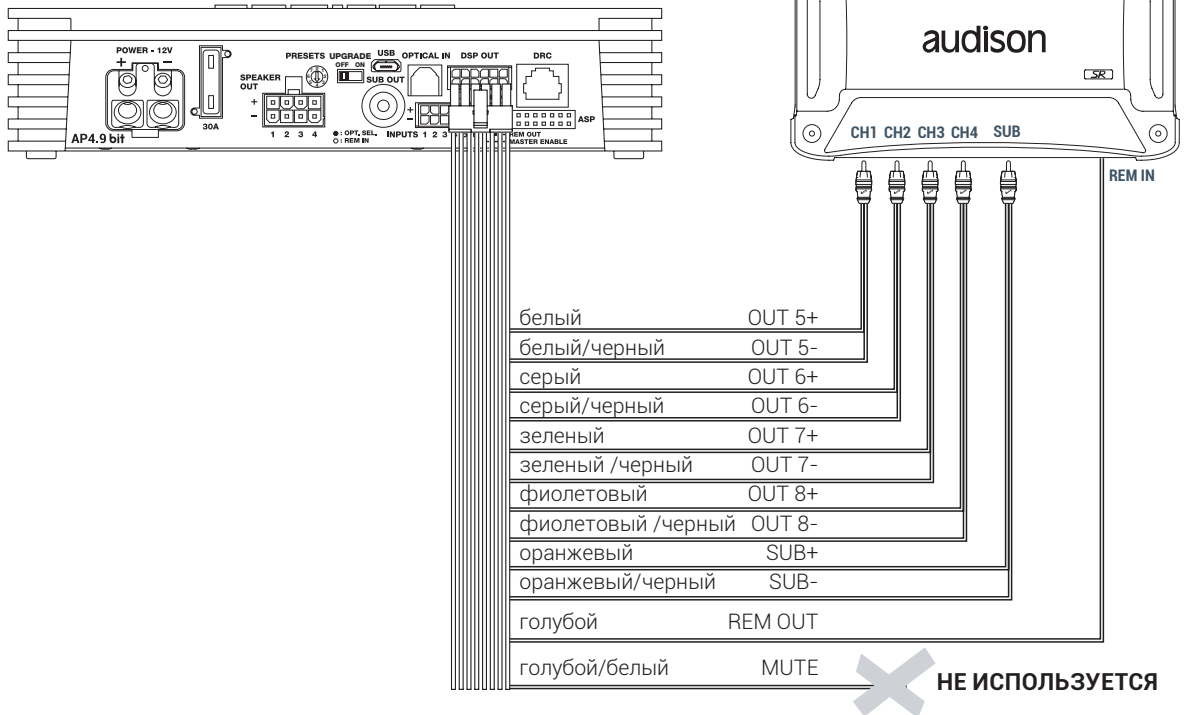 POWER - 12V
+ -
30A
AP4.9 bit
SPEAKER OUT
+
-
1 2 3 4
PRESETS
UPGRADE
OFF ON
USB
SUB OUT
OPTICAL IN
DSP OUT
DRC
● : OPT. SEL.
○ : REM IN
INPUTS 1 2 3
+
-
ASP
REM OUT
MASTER ENABLE
audison
SR
CH1 CH2 CH3 CH4 SUB
REM IN
белый OUT 5+
белый/черный OUT 5-
серый OUT 6+
серый/черный OUT 6-
зеленый OUT 7+
зеленый /черный OUT 7-
фиолетовый OUT 8+
фиолетовый /черный OUT 8-
оранжевый SUB+
оранжевый/черный SUB-
голубой REM OUT
голубой/белый MUTE
НЕ ИСПОЛЬЗУЕТСЯ